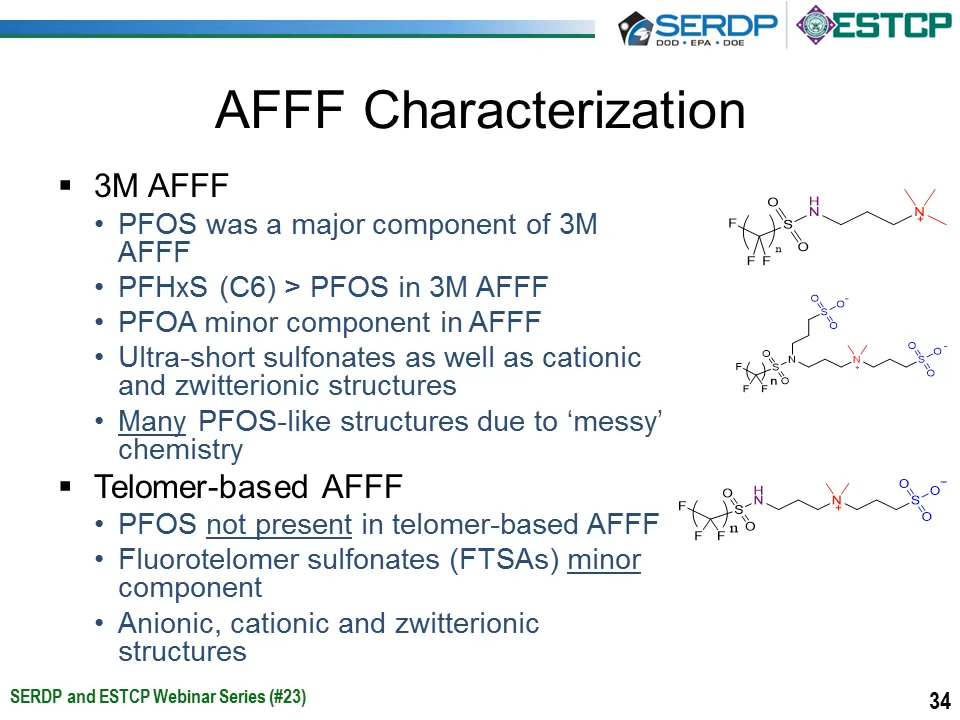 SERDP
DOD • EPA • DOE
ESTCP
AFFF Characterization
▪ 3M AFFF
• PFOS was a major component of 3M
AFFF
• PFHxS (C6) > PFOS in 3M AFFF
• PFOA minor component in AFFF
• Ultra-short sulfonates as well as cationic
and zwitterionic structures
• Many PFOS-like structures due to ‘messy’
chemistry
▪ Telomer-based AFFF
• PFOS not present in telomer-based AFFF
• Fluorotelomer sulfonates (FTSAs) minor
component
• Anionic, cationic and zwitterionic
structures
O
H
N
N
+
F
S
n
O
F F
O
O-
S
O
O
N
N
+
O
O-
S
O
F
S
n
O
F F
O
H
N
N
+
O
O−
S
O
F
S
n
O
F F
SERDP and ESTCP Webinar Series (#23)
34